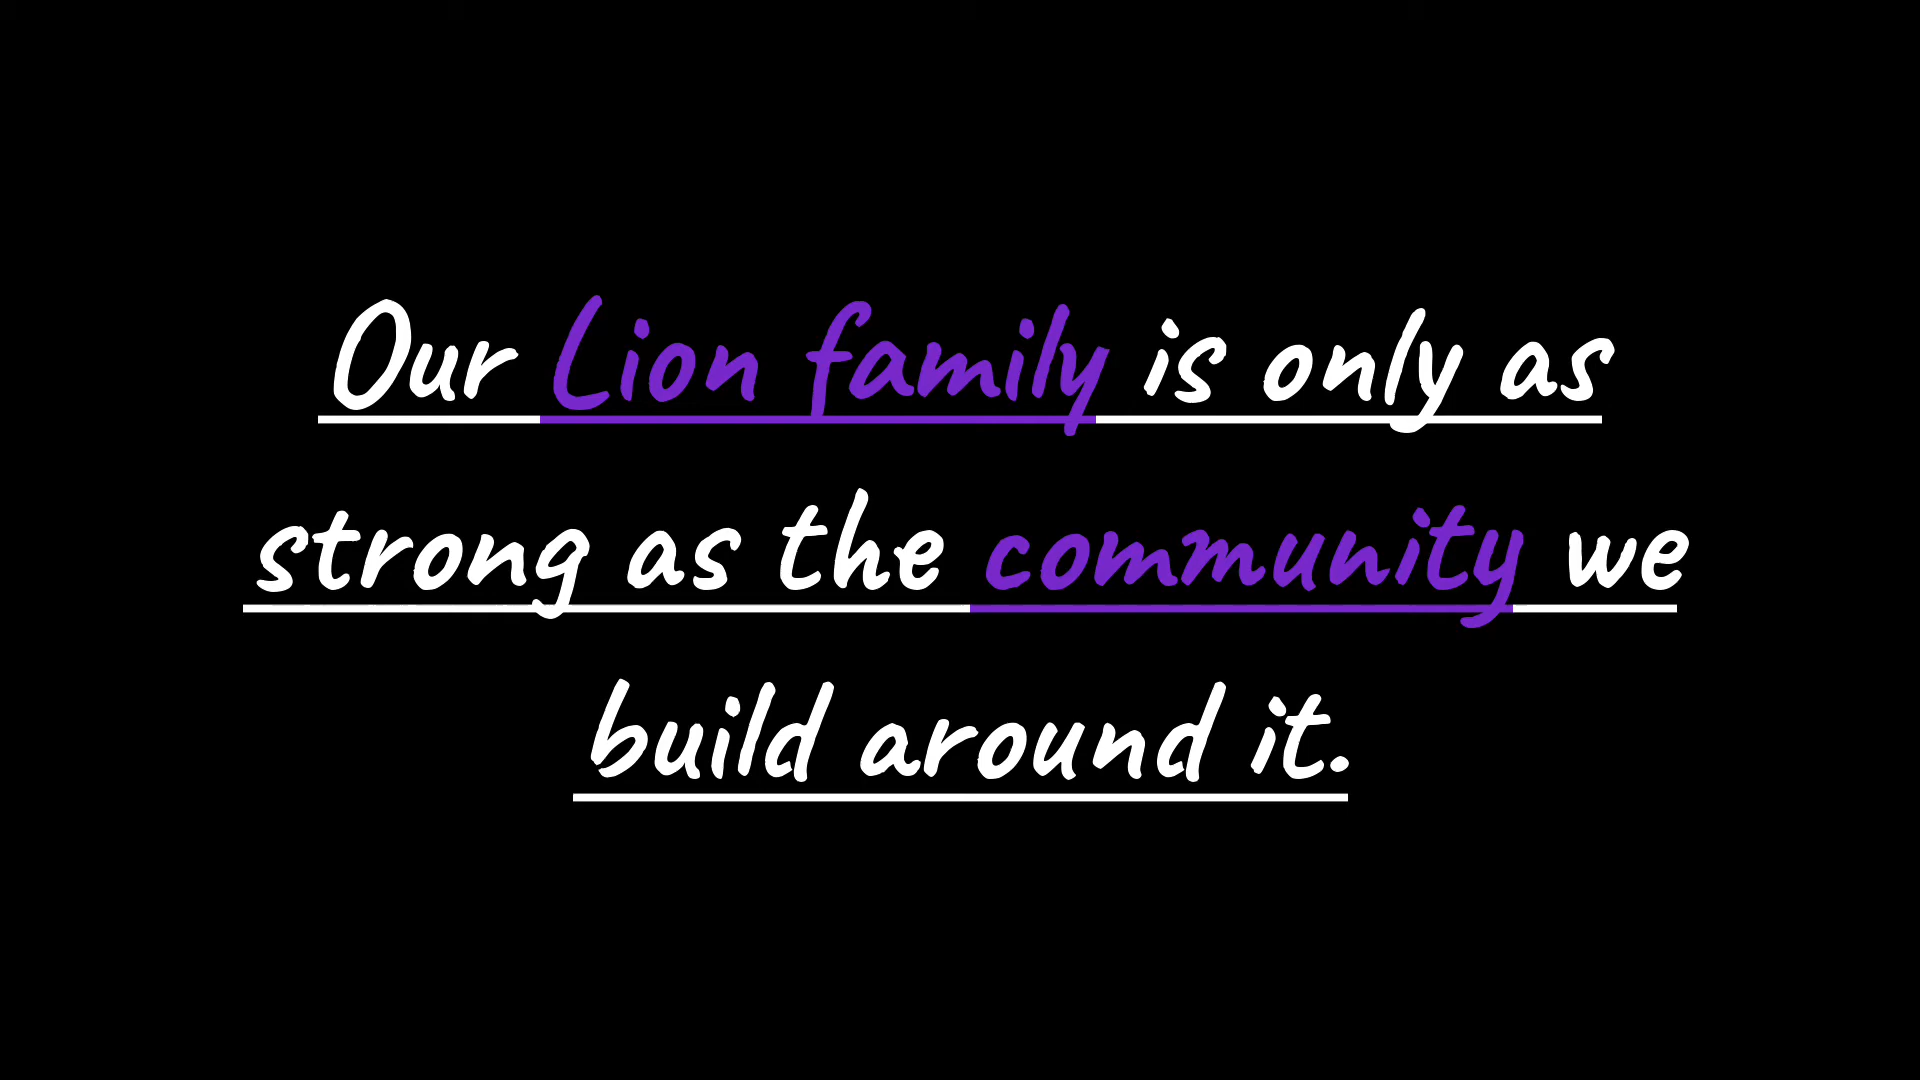 Our Lion family is only as
strong as the community we
build around it.